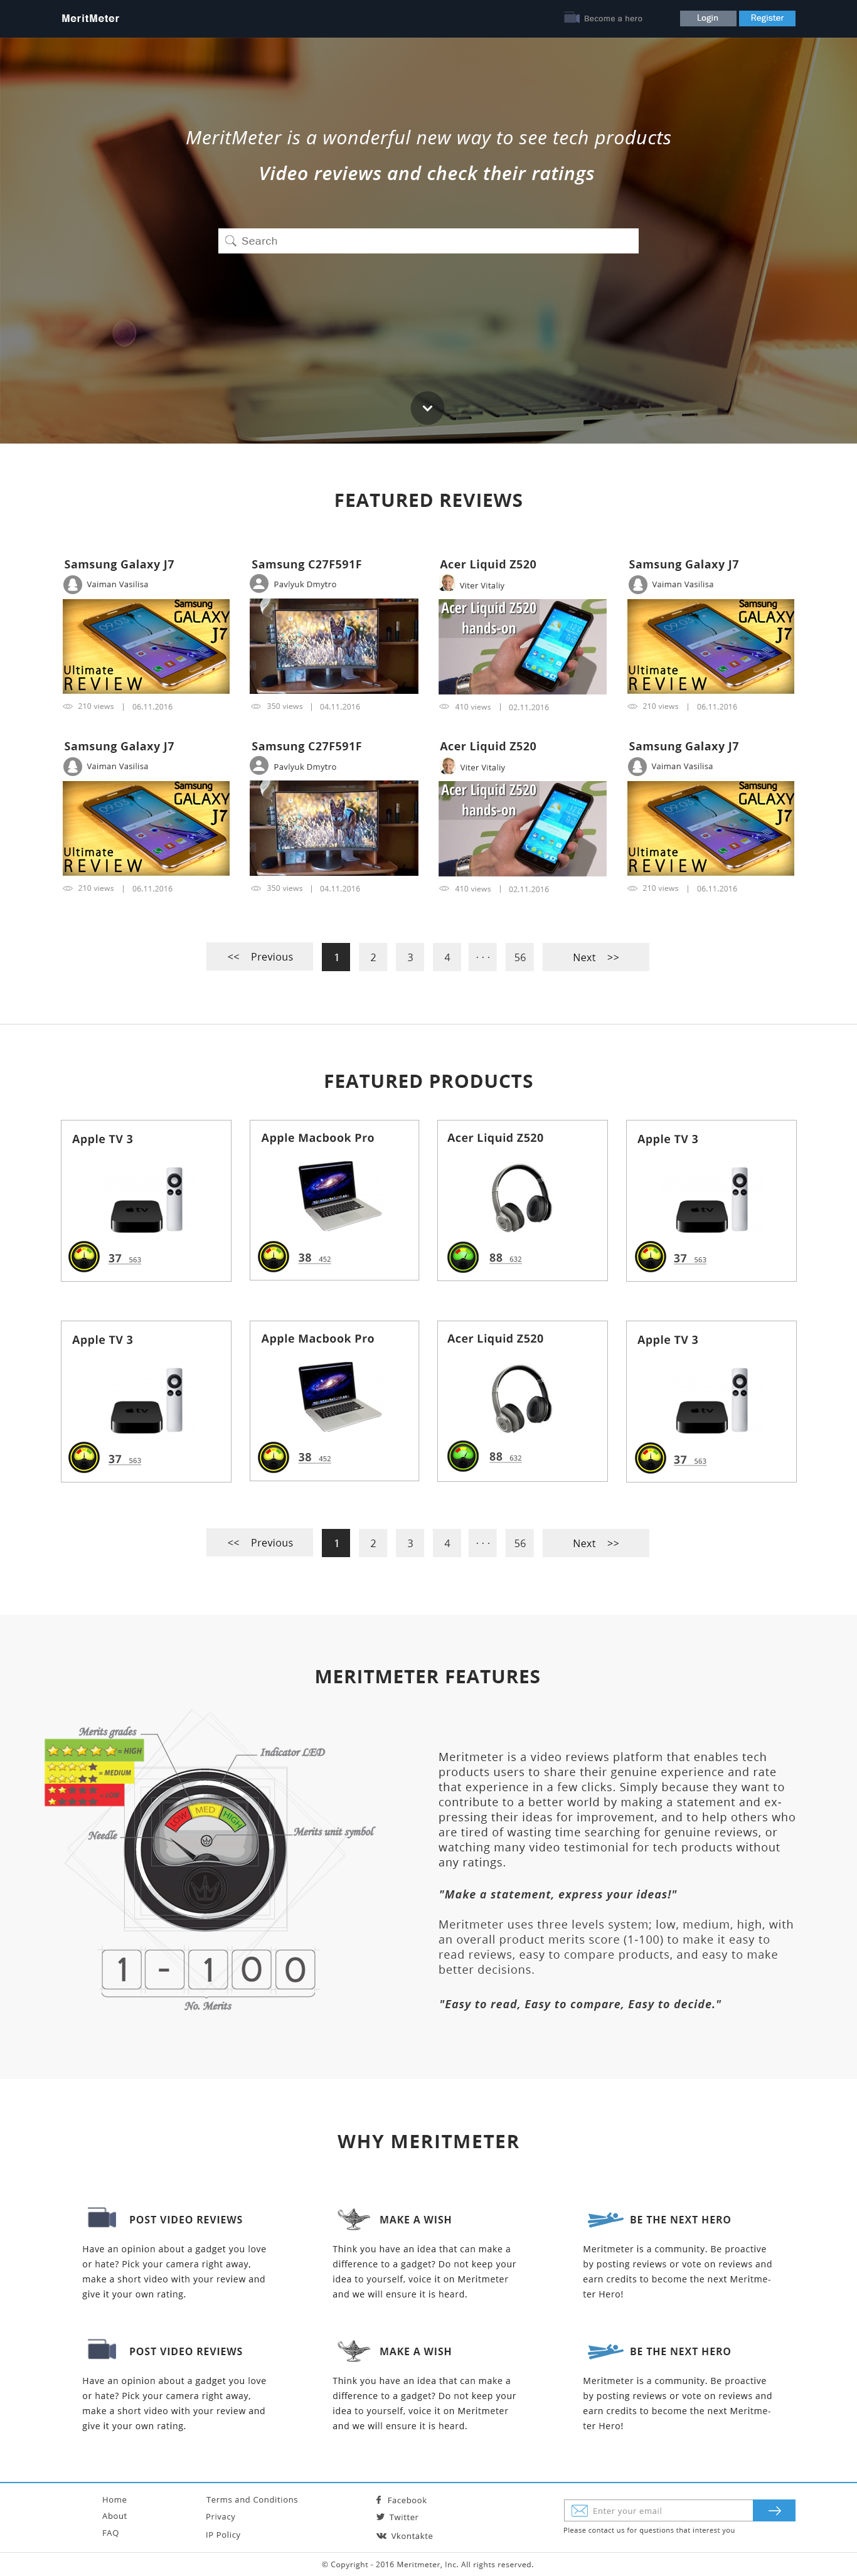 MeritMeter
Become a hero
Login
Register
MeritMeter is a wonderful new way to see tech products
Video reviews and check their ratings
Search
FEATURED REVIEWS
Samsung Galaxy J7
Vaiman Vasilisa
Samsung
GALAXY
J7
Ultimate
REVIEW
210 views | 06.11.2016
Samsung C27F591F
Pavlyuk Dmytro
350 views | 04.11.2016
Acer Liquid Z520
Viter Vitaliy
Acer Liquid Z520
hands-on
410 views | 02.11.2016
Samsung Galaxy J7
Vaiman Vasilisa
Samsung
GALAXY
J7
Ultimate
REVIEW
210 views | 06.11.2016
Samsung Galaxy J7
Vaiman Vasilisa
Samsung
GALAXY
J7
Ultimate
REVIEW
210 views | 06.11.2016
Samsung C27F591F
Pavlyuk Dmytro
350 views | 04.11.2016
Acer Liquid Z520
Viter Vitaliy
Acer Liquid Z520
hands-on
410 views | 02.11.2016
Samsung Galaxy J7
Vaiman Vasilisa
Samsung
GALAXY
J7
Ultimate
REVIEW
210 views | 06.11.2016
<< Previous 1 2 3 4 ... 56 Next >>
FEATURED PRODUCTS
Apple TV 3
tv
37 563
Apple Macbook Pro
38 452
Acer Liquid Z520
88 632
Apple TV 3
tv
37 563
Apple TV 3
tv
37 563
Apple Macbook Pro
38 452
Acer Liquid Z520
88 632
Apple TV 3
tv
37 563
<< Previous 1 2 3 4 ... 56 Next >>
MERITMETER FEATURES
Merits grades
= HIGH
= MEDIUM
= LOW
Indicator LED
LOW
MED
HIGH
Needle
Merits unit symbol
1 - 1 0 0
No. Merits
Meritmeter is a video reviews platform that enables tech
products users to share their genuine experience and rate
that experience in a few clicks. Simply because they want to
contribute to a better world by making a statement and ex-
pressing their ideas for improvement, and to help others who
are tired of wasting time searching for genuine reviews, or
watching many video testimonial for tech products without
any ratings.
"Make a statement, express your ideas!"
Meritmeter uses three levels system; low, medium, high, with
an overall product merits score (1-100) to make it easy to
read reviews, easy to compare products, and easy to make
better decisions.
"Easy to read, Easy to compare, Easy to decide."
WHY MERITMETER
POST VIDEO REVIEWS
Have an opinion about a gadget you love
or hate? Pick your camera right away,
make a short video with your review and
give it your own rating.
MAKE A WISH
Think you have an idea that can make a
difference to a gadget? Do not keep your
idea to yourself, voice it on Meritmeter
and we will ensure it is heard.
BE THE NEXT HERO
Meritmeter is a community. Be proactive
by posting reviews or vote on reviews and
earn credits to become the next Meritme-
ter Hero!
POST VIDEO REVIEWS
Have an opinion about a gadget you love
or hate? Pick your camera right away,
make a short video with your review and
give it your own rating.
MAKE A WISH
Think you have an idea that can make a
difference to a gadget? Do not keep your
idea to yourself, voice it on Meritmeter
and we will ensure it is heard.
BE THE NEXT HERO
Meritmeter is a community. Be proactive
by posting reviews or vote on reviews and
earn credits to become the next Meritme-
ter Hero!
Home
About
FAQ
Terms and Conditions
Privacy
IP Policy
Facebook
Twitter
Vkontakte
Enter your email
Please contact us for questions that interest you
© Copyright - 2016 Meritmeter, Inc. All rights reserved.